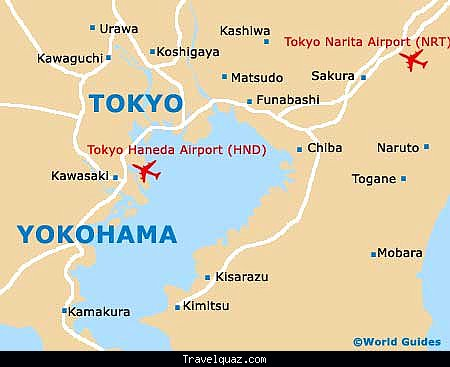 Urawa
Kashiwa
Tokyo Narita Airport (NRT)
Kawaguchi
Koshigaya
Matsudo
Sakura
TOKYO
Funabashi
Tokyo Haneda Airport (HND)
Chiba
Naruto
Kawasaki
Togane
YOKOHAMA
Mobara
Kisarazu
Kamakura
Kimitsu
©World Guides
Travelquaz.com